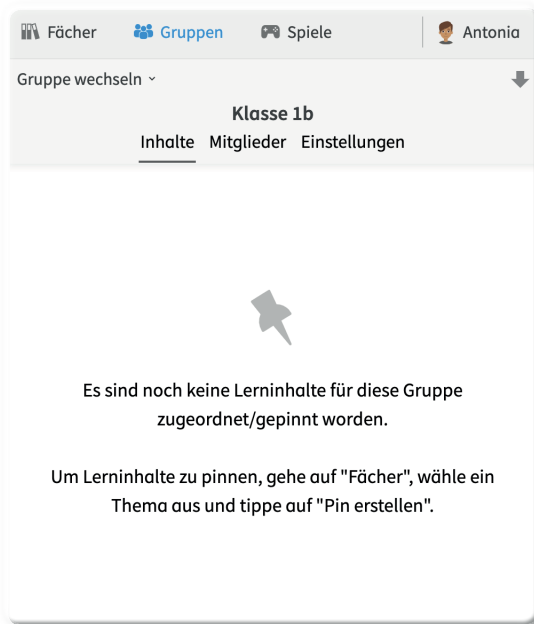 Fächer Gruppen Spiele Antonia
Gruppe wechseln
Klasse 1b
Inhalte Mitglieder Einstellungen
Es sind noch keine Lerninhalte für diese Gruppe
zugeordnet/gepinnt worden.
Um Lerninhalte zu pinnen, gehe auf "Fächer", wähle ein
Thema aus und tippe auf "Pin erstellen".